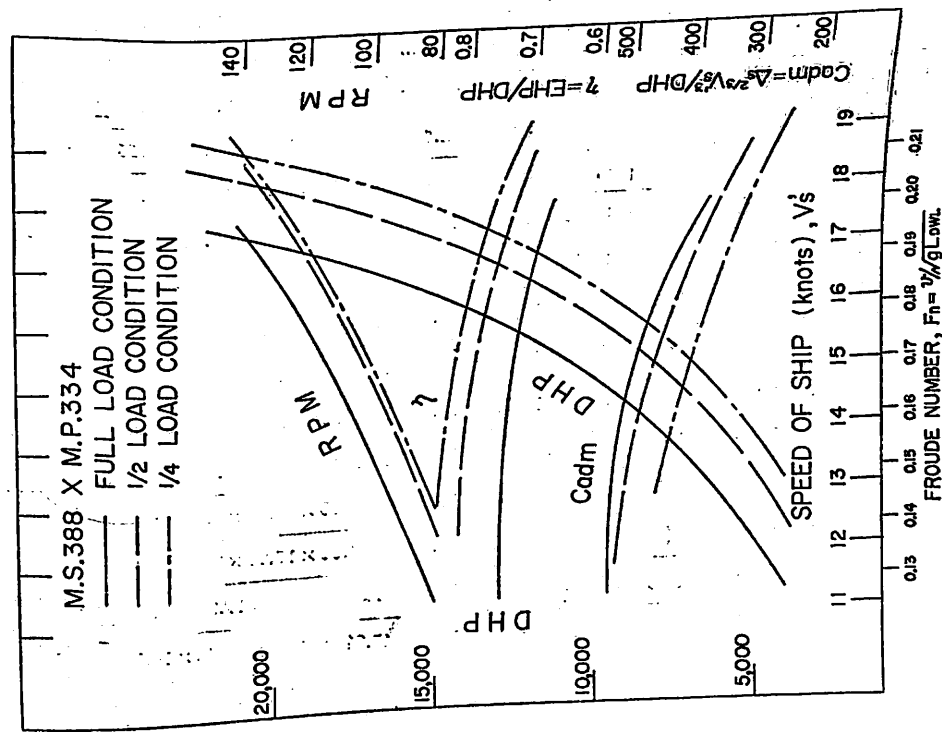 M.S.388 X M.P.334
FULL LOAD CONDITION
1/2 LOAD CONDITION
1/4 LOAD CONDITION
RPM
η
DHP
Cadm
DHP
20,000
15,000
10,000
5,000
RPM
140
120
100
80
η=EHP/DHP
0.8
0.7
0.6
Cadm=Δs^2/3Vs'^3/DHP
500
400
300
200
11 12 13 14 15 16 17 18 19
SPEED OF SHIP (knots), V's
0.13 0.14 0.15 0.16 0.17 0.18 0.19 0.20 0.21
FROUDE NUMBER, Fn= v/√gLDWL